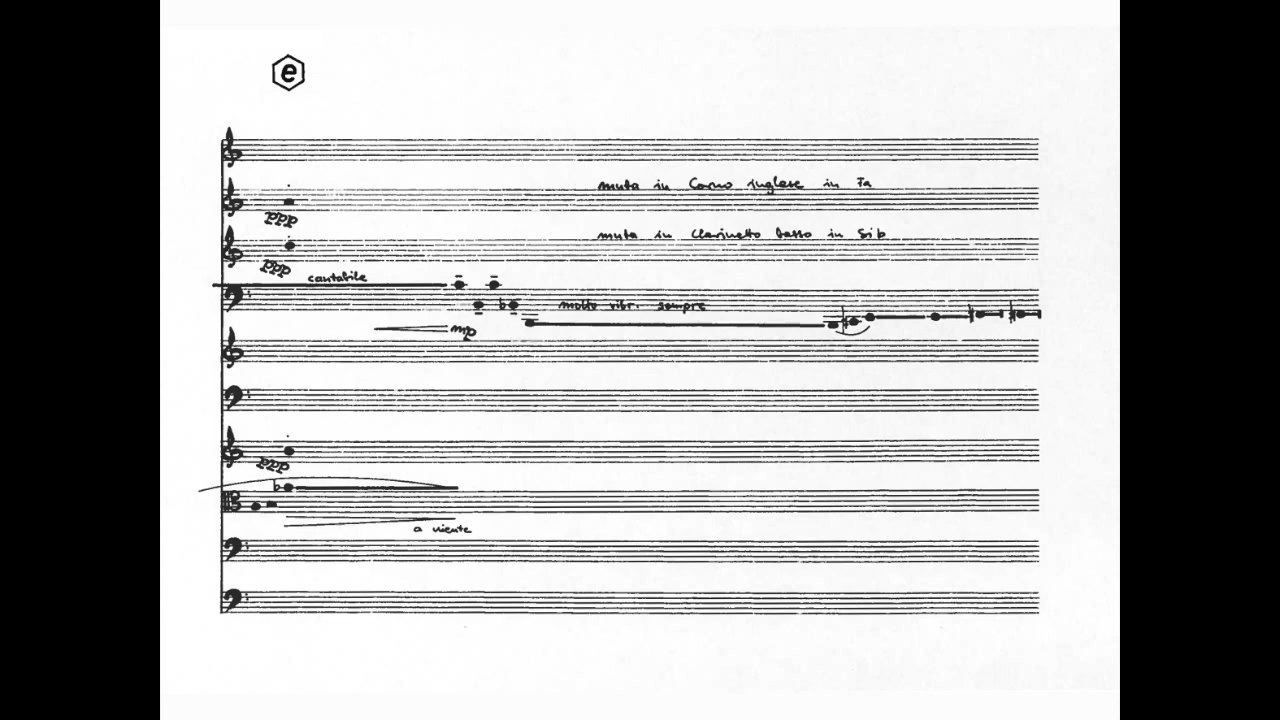 e
muta in Corno inglese in Fa
ppp
muta in Clarinetto basso in Si b
ppp
cantabile
molto vibr. sempre
mp
ppp
a niente